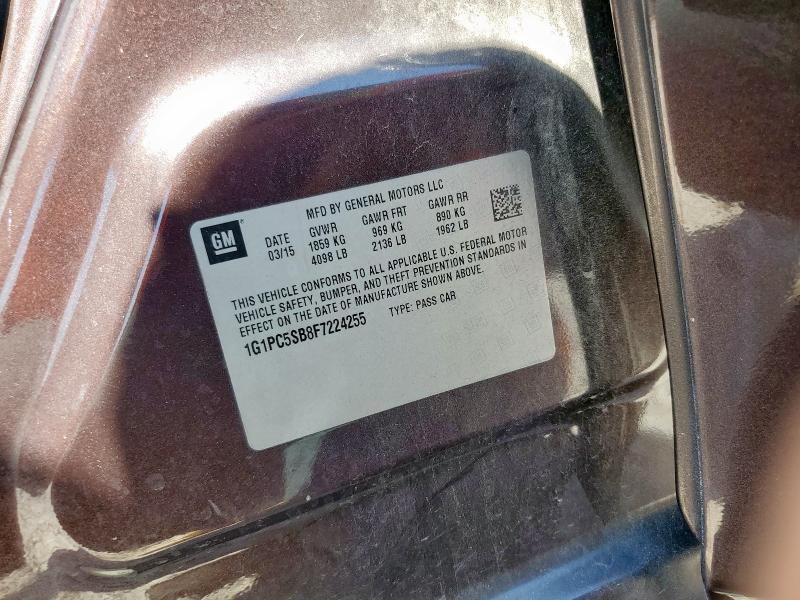 GM
MFD BY GENERAL MOTORS LLC
DATE GVWR GAWR FRT GAWR RR
03/15 1859 KG 969 KG 890 KG
4098 LB 2136 LB 1962 LB
THIS VEHICLE CONFORMS TO ALL APPLICABLE U.S. FEDERAL MOTOR
VEHICLE SAFETY, BUMPER, AND THEFT PREVENTION STANDARDS IN
EFFECT ON THE DATE OF MANUFACTURE SHOWN ABOVE.
1G1PC5SB8F7224255 TYPE: PASS CAR